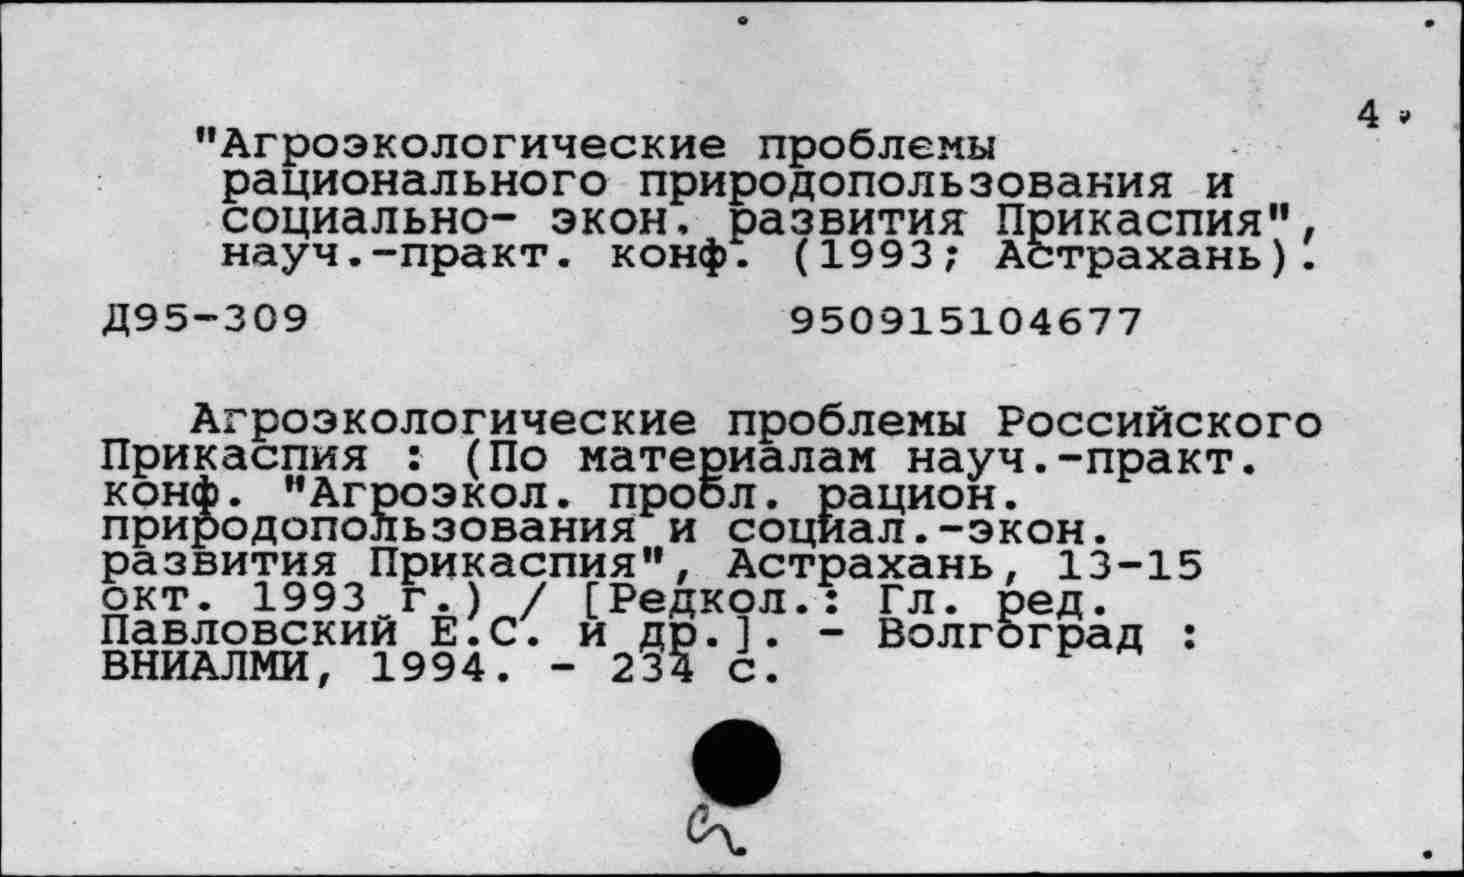 4
"Агроэкологические проблемы
рационального природопользования и
социально- экон. развития Прикаспия",
науч.-практ. конф. (1993; Астрахань).
Д95-309 950915104677
Агроэкологические проблемы Российского
Прикаспия : (По материалам науч.-практ.
конф. "Агроэкол. пробл. рацион.
природопользования и социал.-экон.
развития Прикаспия", Астрахань, 13-15
окт. 1993 г.) / [Редкол.: Гл. ред.
Павловский Е.С. и др.]. - Волгоград :
ВНИАЛМИ, 1994. - 234 с.